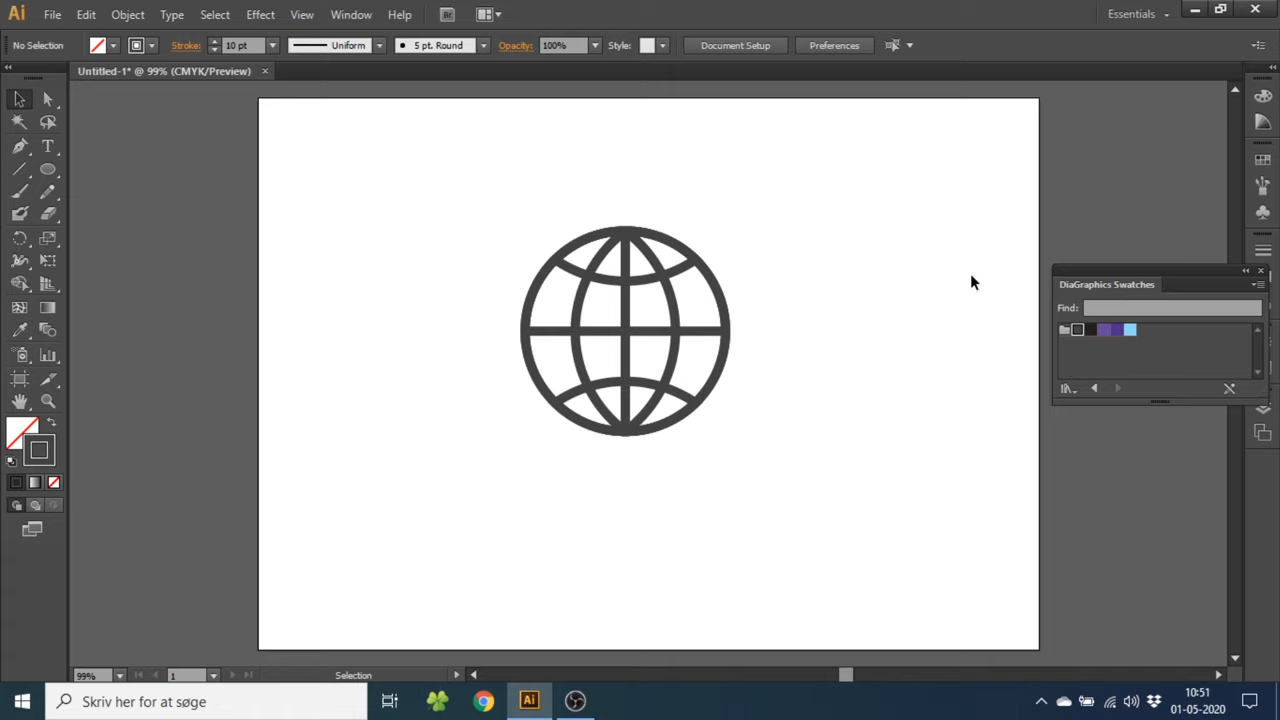 Ai File Edit Object Type Select Effect View Window Help Br Essentials
No Selection Stroke: 10 pt Uniform 5 pt. Round Opacity: 100% Style: Document Setup Preferences
Untitled-1* @ 99% (CMYK/Preview)
DiaGraphics Swatches
Find:
99% 1 Selection
Skriv her for at søge Ai 10:51
01-05-2020